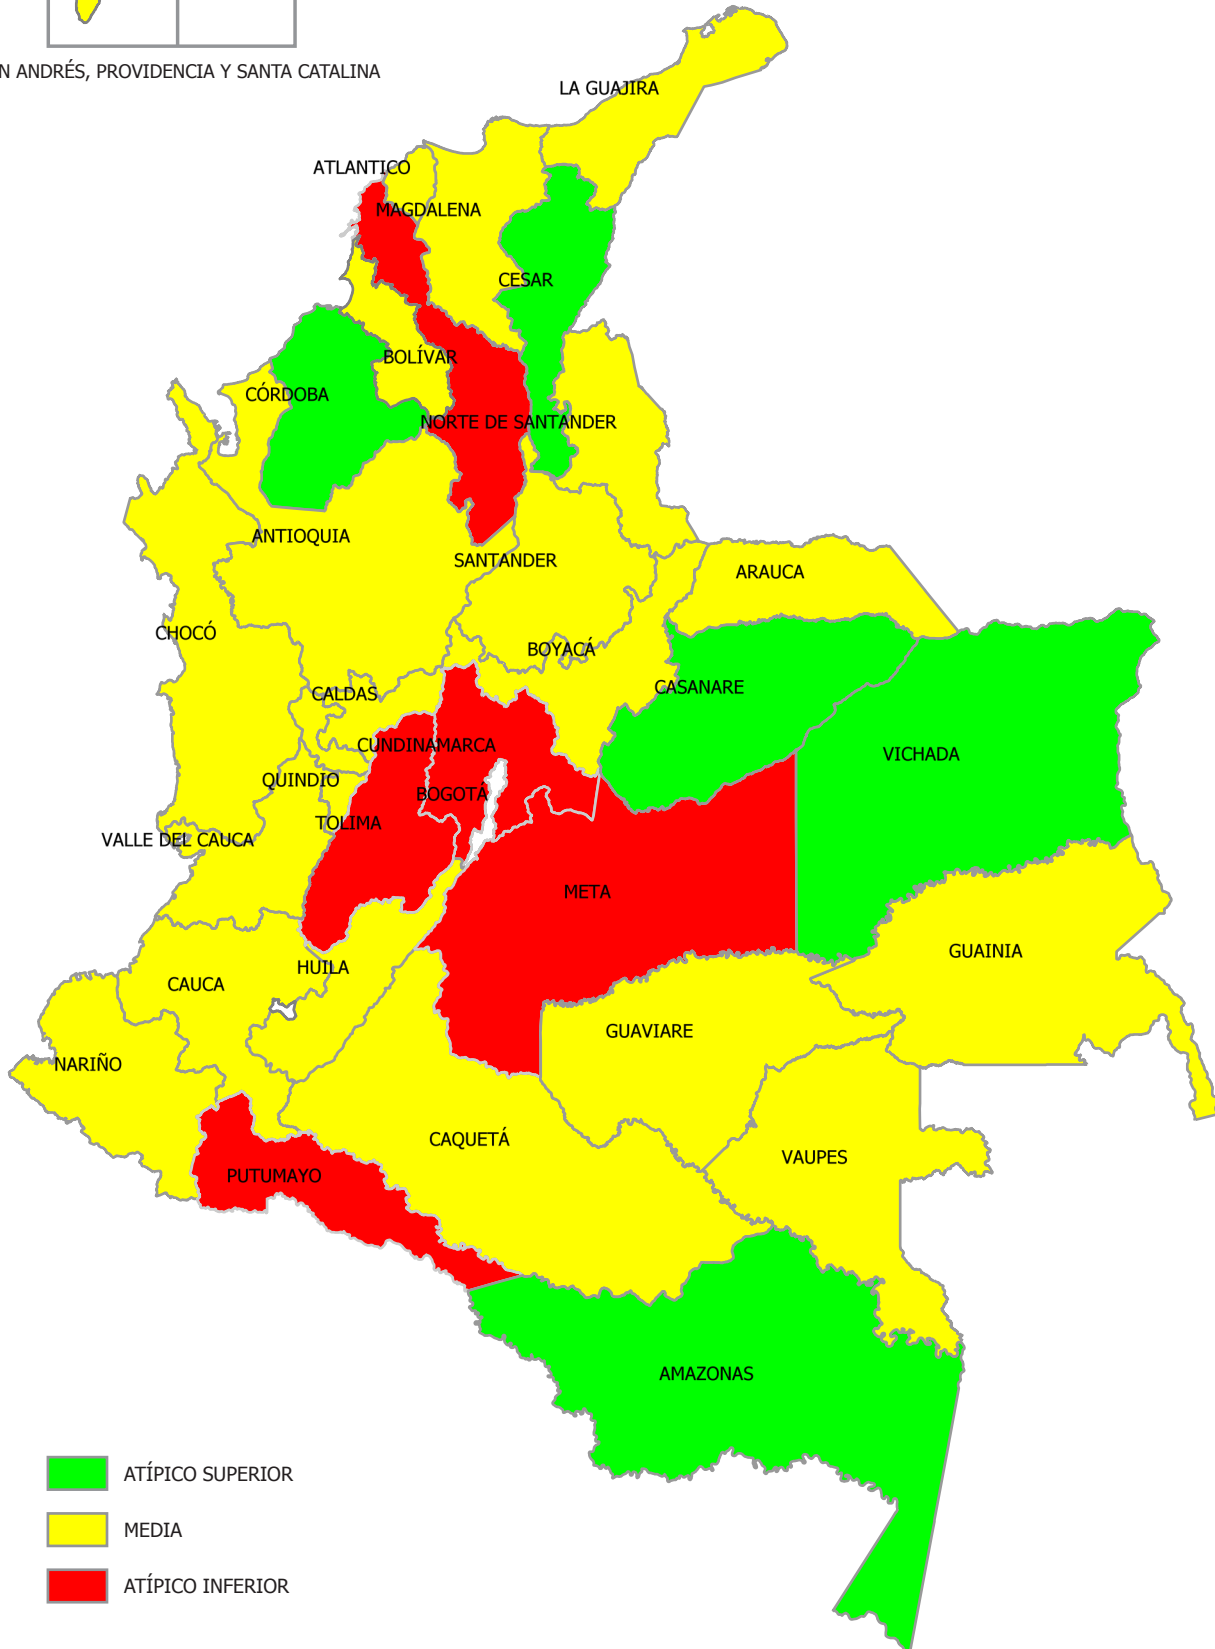 N ANDRÉS, PROVIDENCIA Y SANTA CATALINA
LA GUAJIRA
ATLANTICO
MAGDALENA
CESAR
BOLÍVAR
CÓRDOBA
NORTE DE SANTANDER
ANTIOQUIA
SANTANDER
ARAUCA
CHOCÓ
BOYACÁ
CASANARE
CALDAS
CUNDINAMARCA
VICHADA
QUINDIO
BOGOTÁ
TOLIMA
VALLE DEL CAUCA
META
GUAINIA
HUILA
CAUCA
GUAVIARE
NARIÑO
CAQUETÁ
VAUPES
PUTUMAYO
AMAZONAS
ATÍPICO SUPERIOR
MEDIA
ATÍPICO INFERIOR